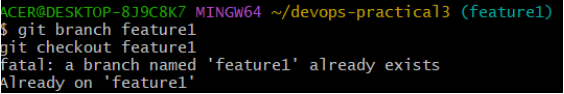 ACER@DESKTOP-8J9C8K7 MINGW64 ~/devops-practical3 (feature1)
$ git branch feature1
git checkout feature1
fatal: a branch named 'feature1' already exists
Already on 'feature1'